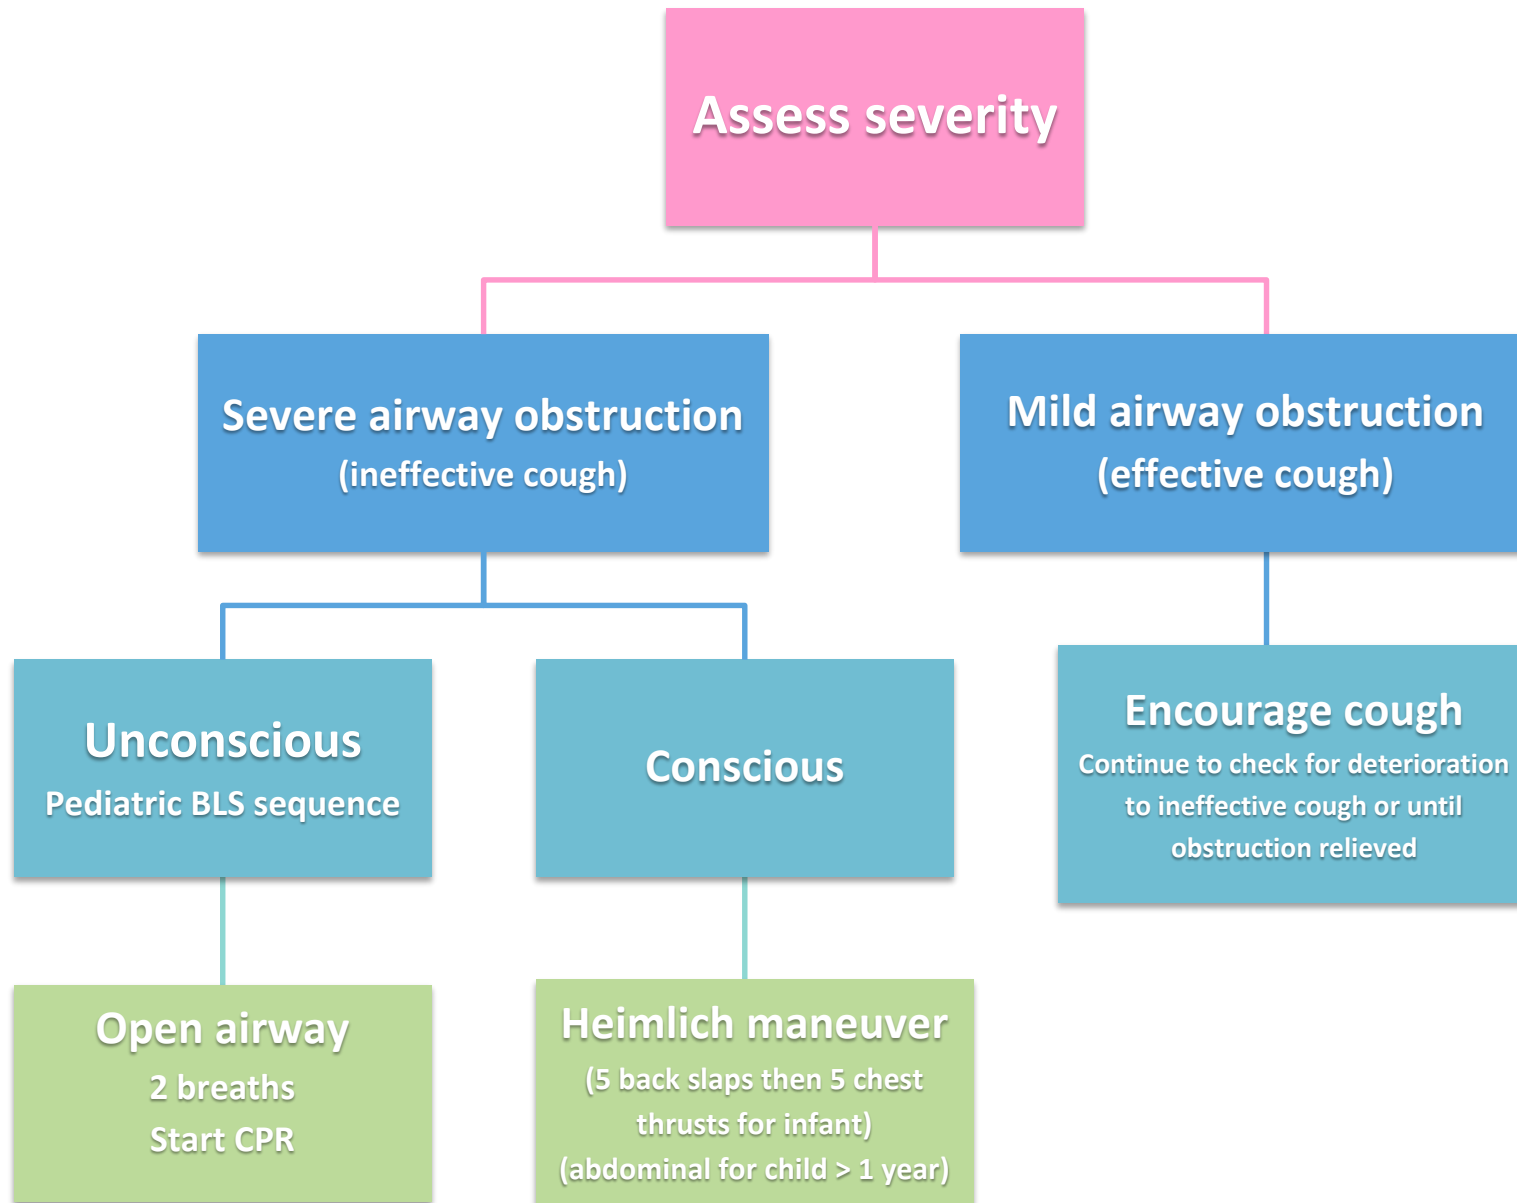 Assess severity
Severe airway obstruction
(ineffective cough)
Mild airway obstruction
(effective cough)
Unconscious
Pediatric BLS sequence
Conscious
Encourage cough
Continue to check for deterioration
to ineffective cough or until
obstruction relieved
Open airway
2 breaths
Start CPR
Heimlich maneuver
(5 back slaps then 5 chest
thrusts for infant)
(abdominal for child > 1 year)